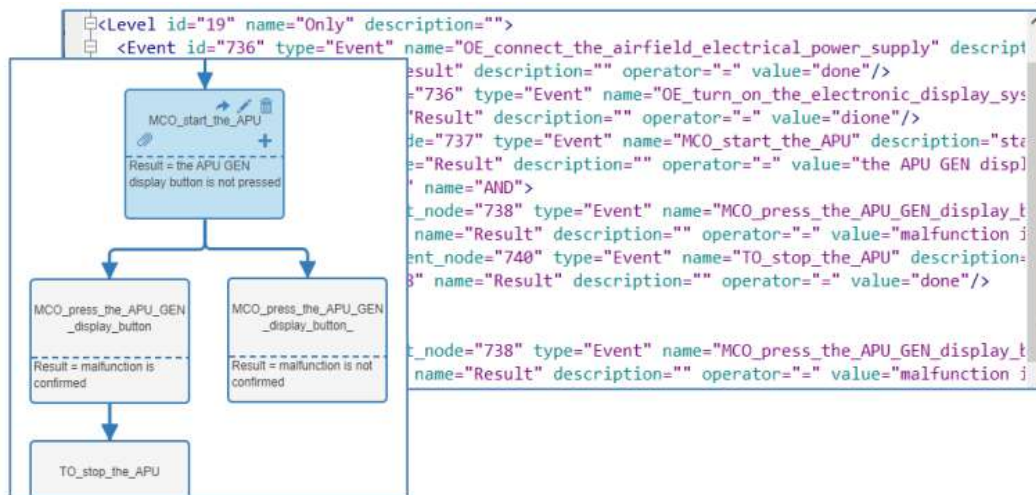 <Level id="19" name="Only" description="">
<Event id="736" type="Event" name="OE_connect_the_airfield_electrical_power_supply" descript
esult" description="" operator="=" value="done"/>
="736" type="Event" name="OE_turn_on_the_electronic_display_sys
"Result" description="" operator="=" value="dione"/>
de="737" type="Event" name="MCO_start_the_APU" description="sta
e="Result" description="" operator="=" value="the APU GEN displ
" name="AND">
t_node="738" type="Event" name="MCO_press_the_APU_GEN_display_b
name="Result" description="" operator="=" value="malfunction i
ent_node="740" type="Event" name="TO_stop_the_APU" description=
8" name="Result" description="" operator="=" value="done"/>
t_node="738" type="Event" name="MCO_press_the_APU_GEN_display_b
name="Result" description="" operator="=" value="malfunction i
MCO_start_the_APU
Result = the APU GEN
display button is not pressed
MCO_press_the_APU_GEN
_display_button
Result = malfunction is
confirmed
MCO_press_the_APU_GEN
_display_button_
Result = malfunction is not
confirmed
TO_stop_the_APU